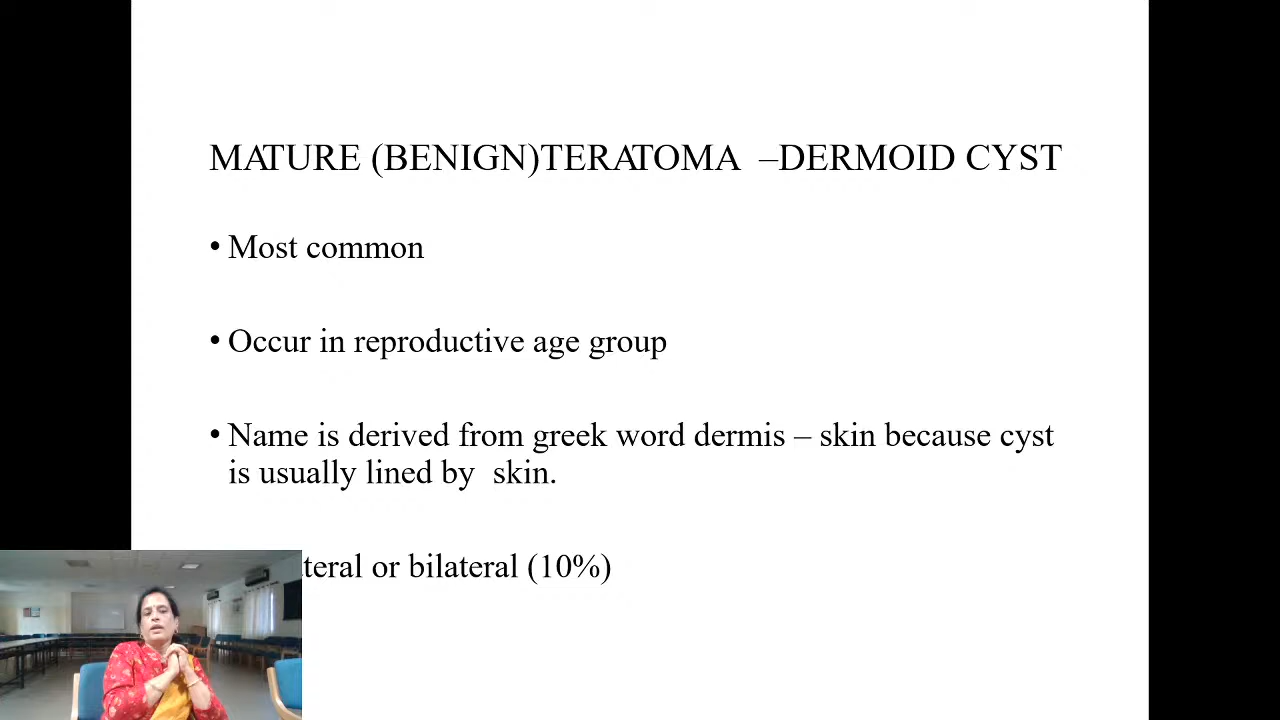 MATURE (BENIGN)TERATOMA –DERMOID CYST
• Most common
• Occur in reproductive age group
• Name is derived from greek word dermis – skin because cyst
is usually lined by skin.
or bilateral (10%)